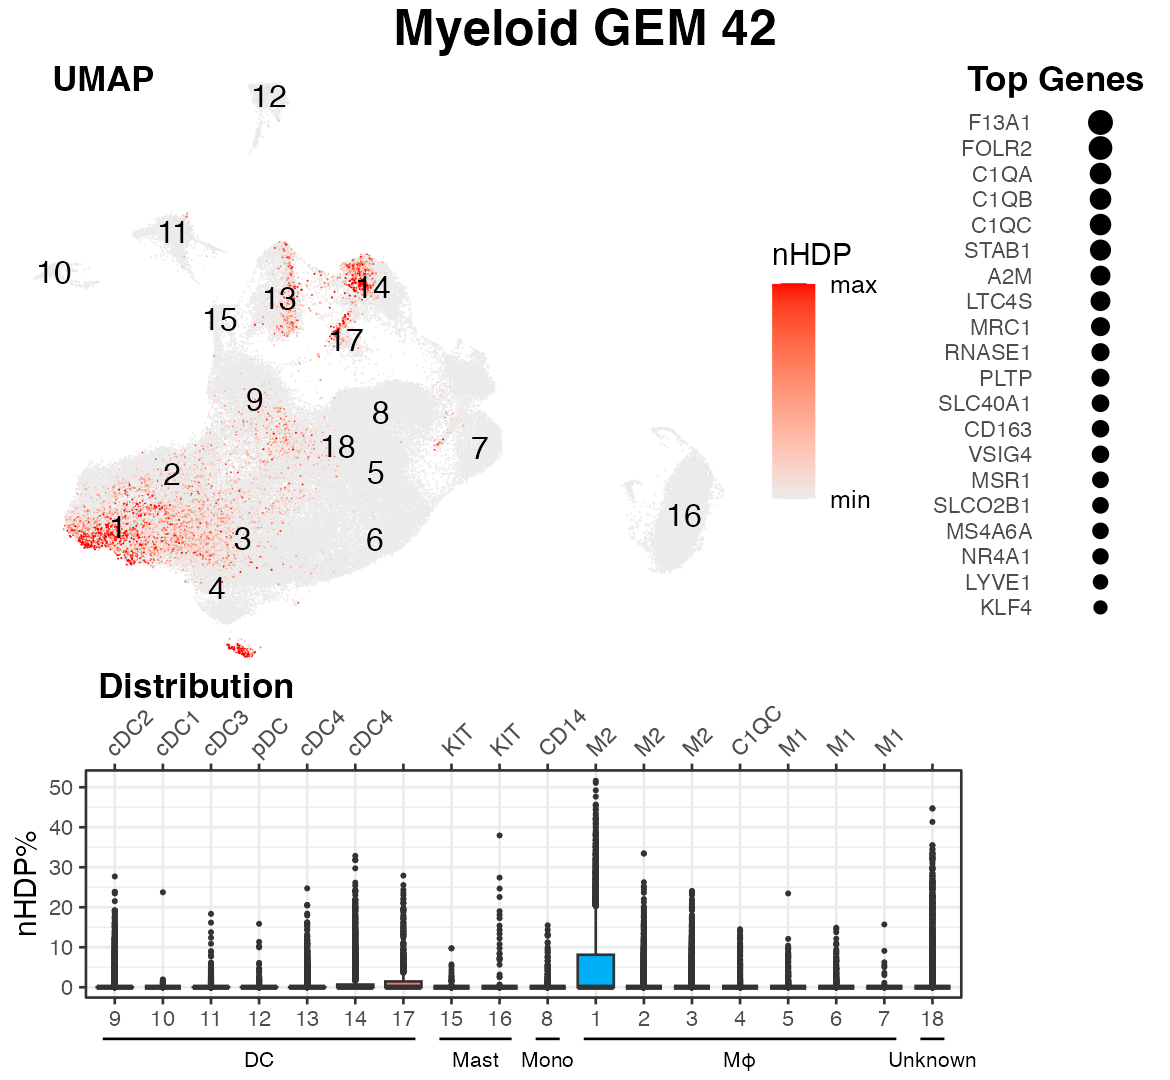 Myeloid GEM 42
UMAP
12
11
10
13
14
15
17
9
8
18
7
2
5
1
3
6
4
16
nHDP
max
min
Top Genes
F13A1
FOLR2
C1QA
C1QB
C1QC
STAB1
A2M
LTC4S
MRC1
RNASE1
PLTP
SLC40A1
CD163
VSIG4
MSR1
SLCO2B1
MS4A6A
NR4A1
LYVE1
KLF4
Distribution
cDC2 cDC1 cDC3 pDC cDC4 cDC4 KIT KIT CD14 M2 M2 M2 C1QC M1 M1 M1
nHDP%
50
40
30
20
10
0
9 10 11 12 13 14 17 15 16 8 1 2 3 4 5 6 7 18
DC Mast Mono Mϕ Unknown